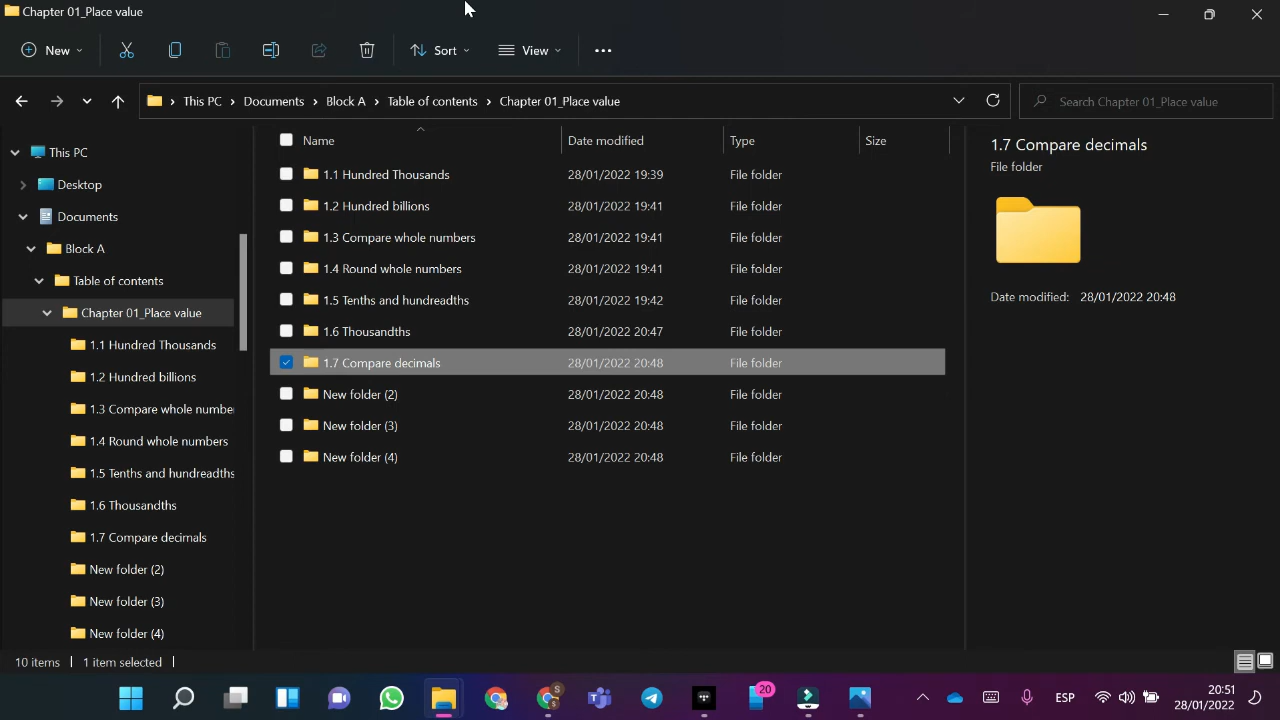 Chapter 01_Place value
New
Sort
View
This PC
Documents
Block A
Table of contents
Chapter 01_Place value
Search Chapter 01_Place value
This PC
Desktop
Documents
Block A
Table of contents
Chapter 01_Place value
1.1 Hundred Thousands
1.2 Hundred billions
1.3 Compare whole numbe
1.4 Round whole numbers
1.5 Tenths and hundreadths
1.6 Thousandths
1.7 Compare decimals
New folder (2)
New folder (3)
New folder (4)
Name Date modified Type Size
1.1 Hundred Thousands 28/01/2022 19:39 File folder
1.2 Hundred billions 28/01/2022 19:41 File folder
1.3 Compare whole numbers 28/01/2022 19:41 File folder
1.4 Round whole numbers 28/01/2022 19:41 File folder
1.5 Tenths and hundreadths 28/01/2022 19:42 File folder
1.6 Thousandths 28/01/2022 20:47 File folder
1.7 Compare decimals 28/01/2022 20:48 File folder
New folder (2) 28/01/2022 20:48 File folder
New folder (3) 28/01/2022 20:48 File folder
New folder (4) 28/01/2022 20:48 File folder
1.7 Compare decimals
File folder
Date modified: 28/01/2022 20:48
10 items
1 item selected
S
S
20
ESP
20:51
28/01/2022